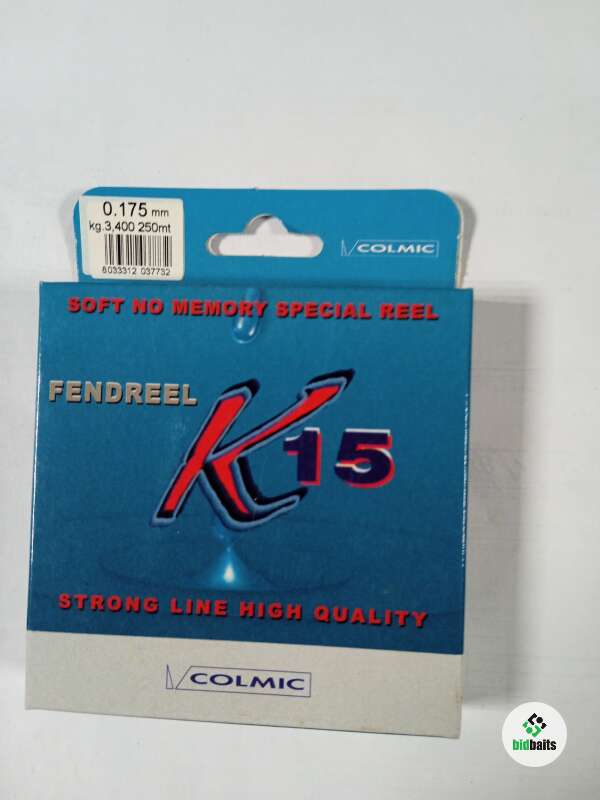 0.175 mm
kg.3,400 250mt
8033312 037732
COLMIC
SOFT NO MEMORY SPECIAL REEL
FENDREEL
K15
STRONG LINE HIGH QUALITY
COLMIC
bidbaits